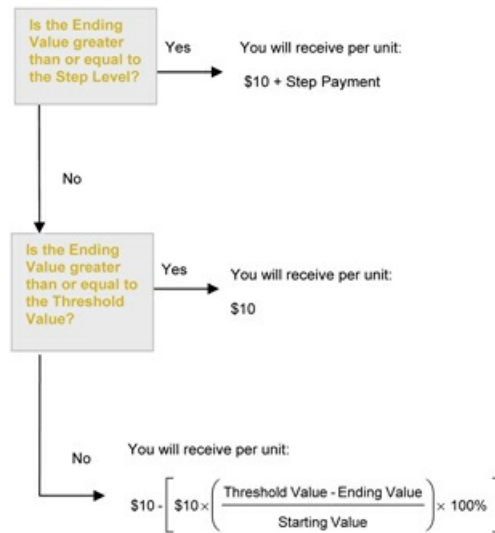 Is the Ending
Value greater
than or equal to
the Step Level?
Yes
You will receive per unit:
$10 + Step Payment
No
Is the Ending
Value greater
than or equal to
the Threshold
Value?
Yes
You will receive per unit:
$10
No
You will receive per unit:
$10 - [ $10 × ( Threshold Value - Ending Value / Starting Value ) × 100% ]